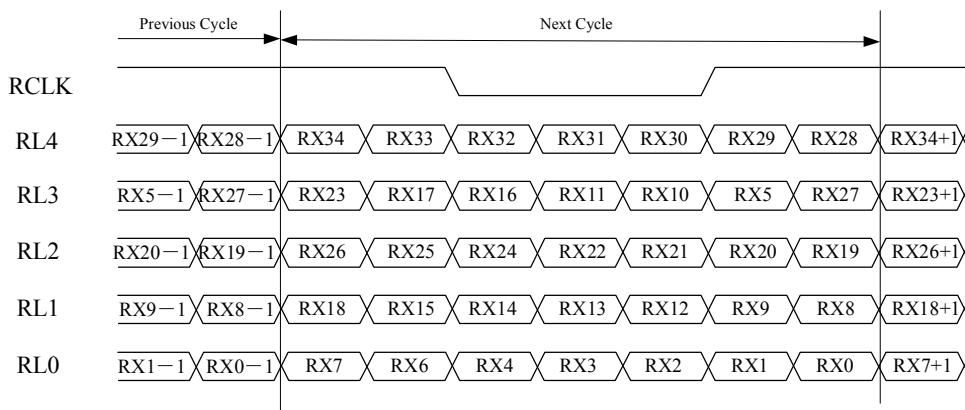 Previous Cycle Next Cycle
RCLK
RL4 RX29－1 RX28－1 RX34 RX33 RX32 RX31 RX30 RX29 RX28 RX34+1
RL3 RX5－1 RX27－1 RX23 RX17 RX16 RX11 RX10 RX5 RX27 RX23+1
RL2 RX20－1 RX19－1 RX26 RX25 RX24 RX22 RX21 RX20 RX19 RX26+1
RL1 RX9－1 RX8－1 RX18 RX15 RX14 RX13 RX12 RX9 RX8 RX18+1
RL0 RX1－1 RX0－1 RX7 RX6 RX4 RX3 RX2 RX1 RX0 RX7+1